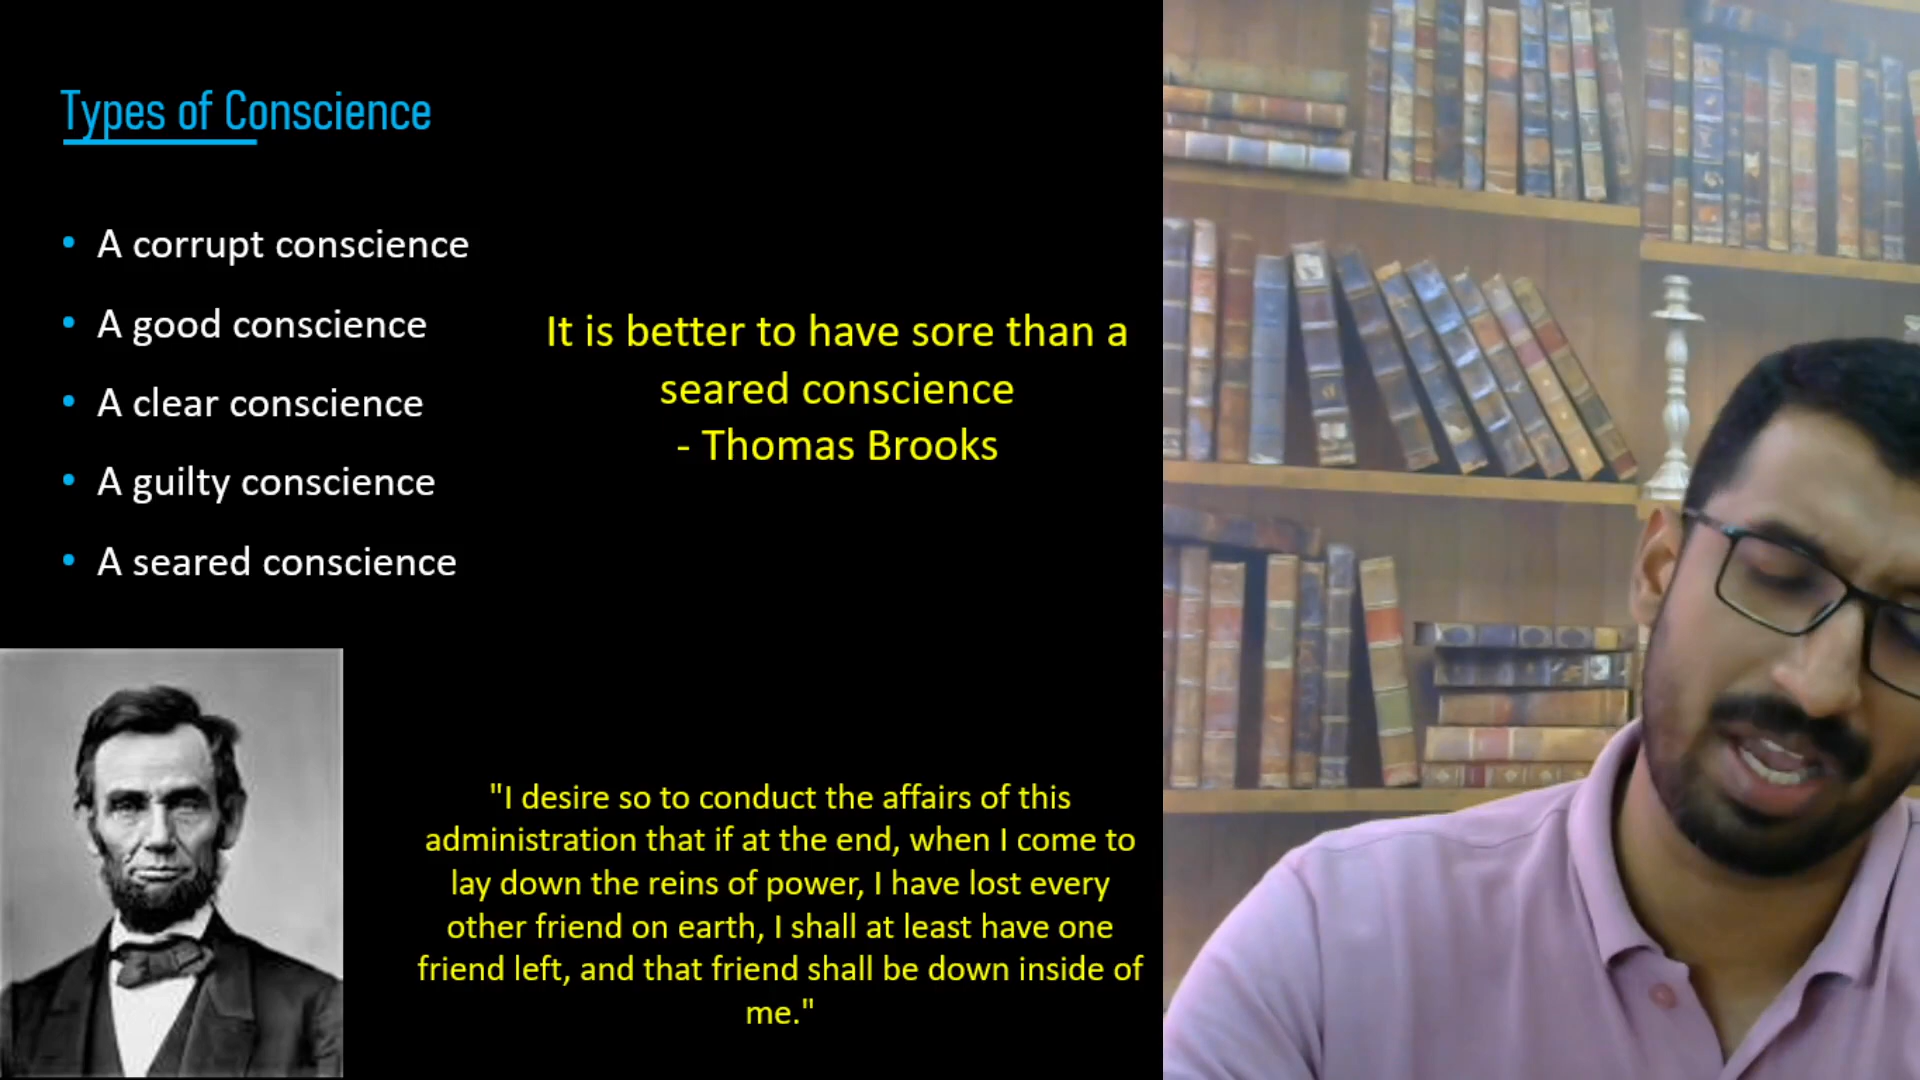 Types of Conscience
• A corrupt conscience
• A good conscience
• A clear conscience
• A guilty conscience
• A seared conscience
It is better to have sore than a
seared conscience
- Thomas Brooks
"I desire so to conduct the affairs of this
administration that if at the end, when I come to
lay down the reins of power, I have lost every
other friend on earth, I shall at least have one
friend left, and that friend shall be down inside of
me."